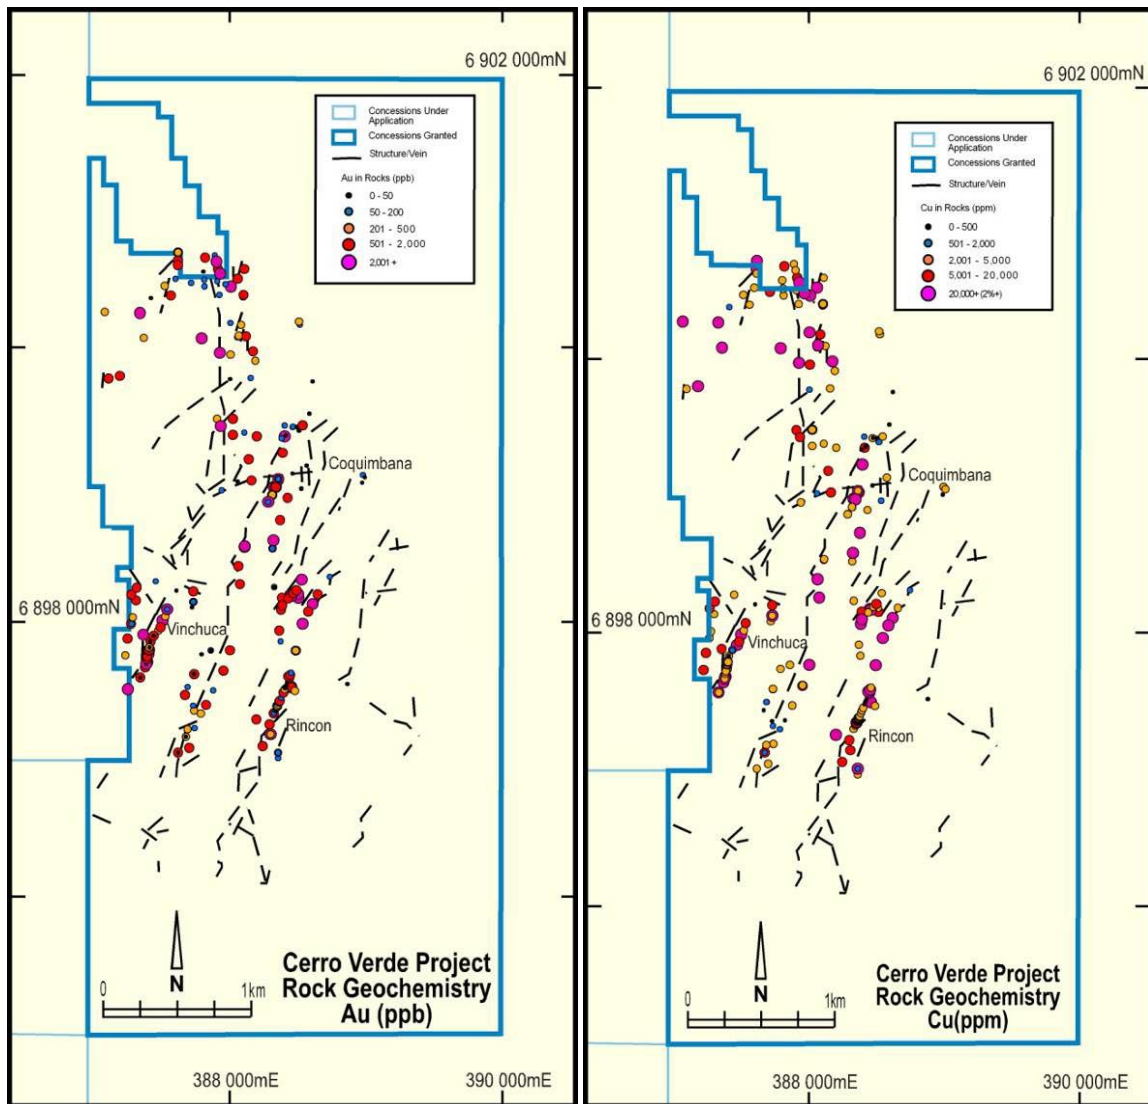 6 902 000mN
Concessions Under
Application
Concessions Granted
Structure/Vein
Au in Rocks (ppb)
0 - 50
50 - 200
201 - 500
501 - 2,000
2,001 +
Coquimbana
6 898 000mN
Vinchuca
Rincon
N
0 1km
Cerro Verde Project
Rock Geochemistry
Au (ppb)
388 000mE 390 000mE
6 902 000mN
Concessions Under
Application
Concessions Granted
Structure/Vein
Cu in Rocks (ppm)
0 - 500
501 - 2,000
2,001 - 5,000
5,001 - 20,000
20,000+ (2%+)
Coquimbana
6 898 000mN
Vinchuca
Rincon
N
0 1km
Cerro Verde Project
Rock Geochemistry
Cu(ppm)
388 000mE 390 000mE